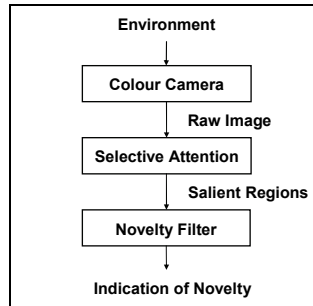 Environment
Colour Camera
Raw Image
Selective Attention
Salient Regions
Novelty Filter
Indication of Novelty